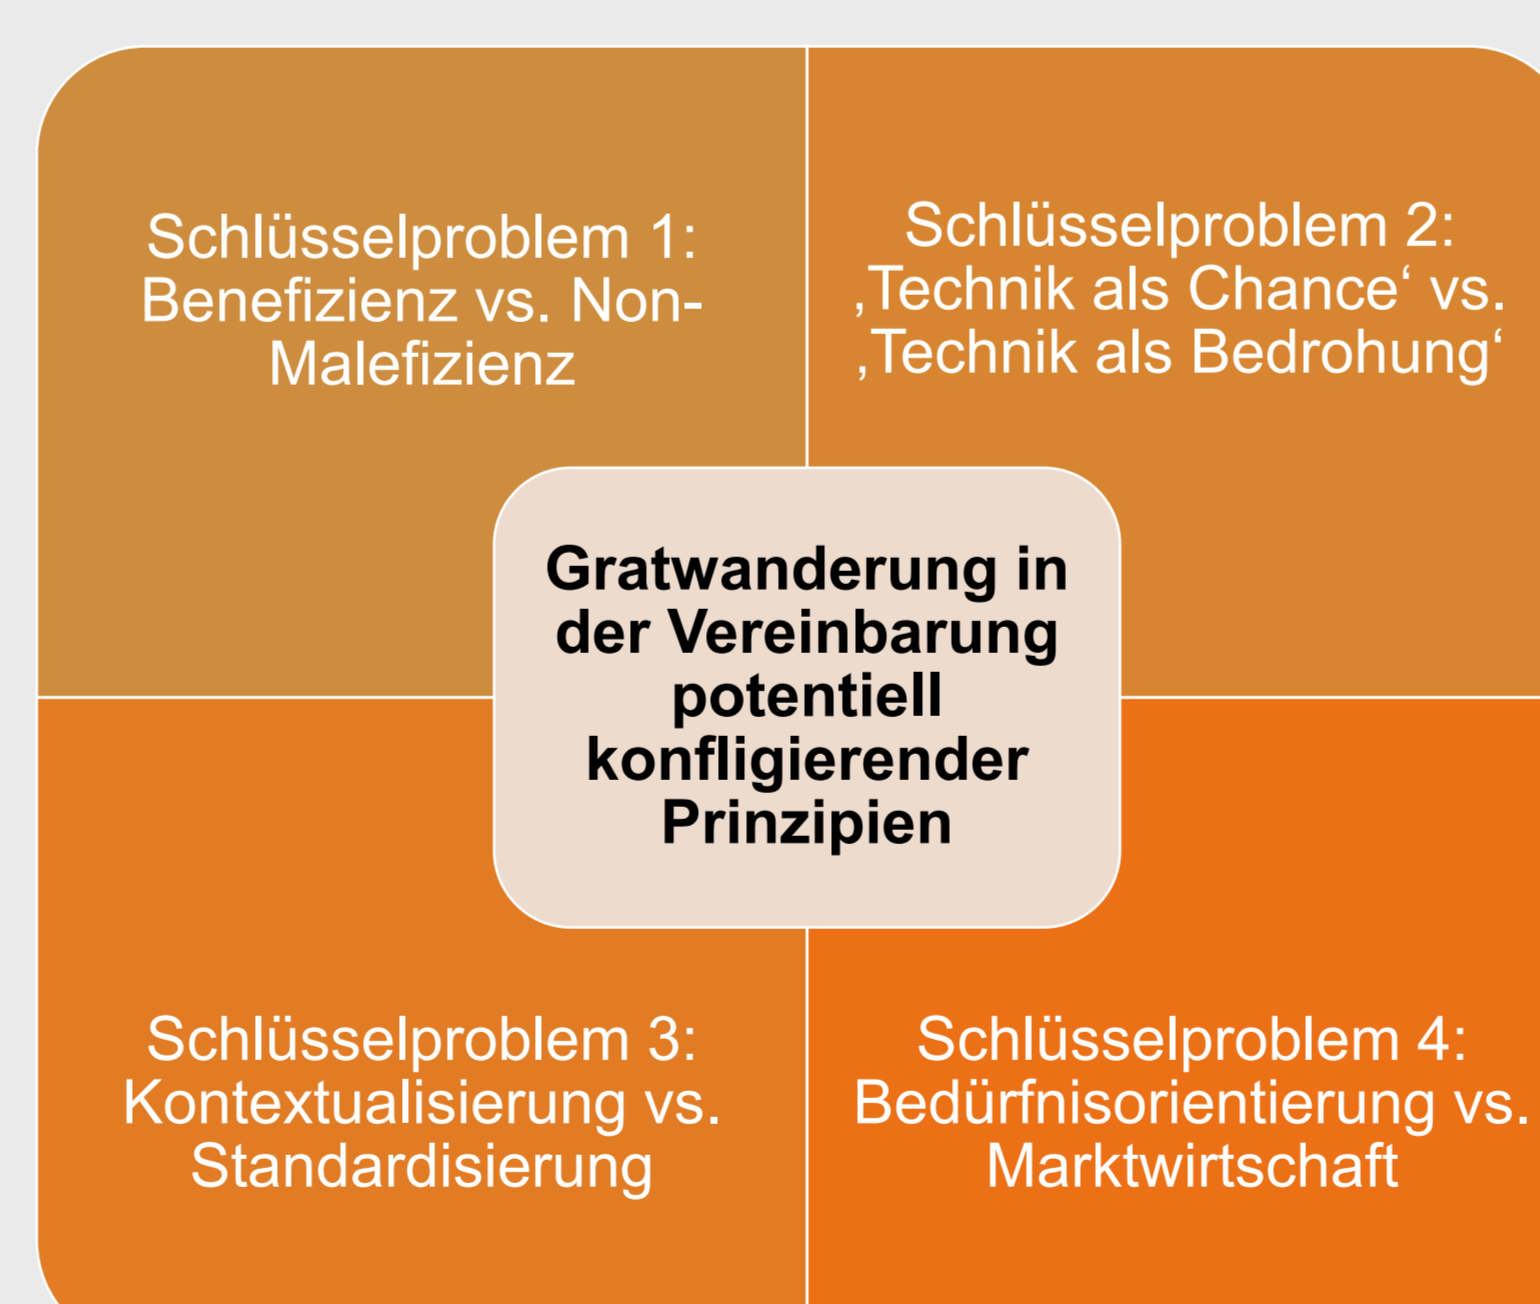 Schlüsselproblem 1:
Benefizienz vs. Non-
Malefizienz
Schlüsselproblem 2:
‚Technik als Chance‘ vs.
‚Technik als Bedrohung‘
Gratwanderung in
der Vereinbarung
potentiell
konfligierender
Prinzipien
Schlüsselproblem 3:
Kontextualisierung vs.
Standardisierung
Schlüsselproblem 4:
Bedürfnisorientierung vs.
Marktwirtschaft